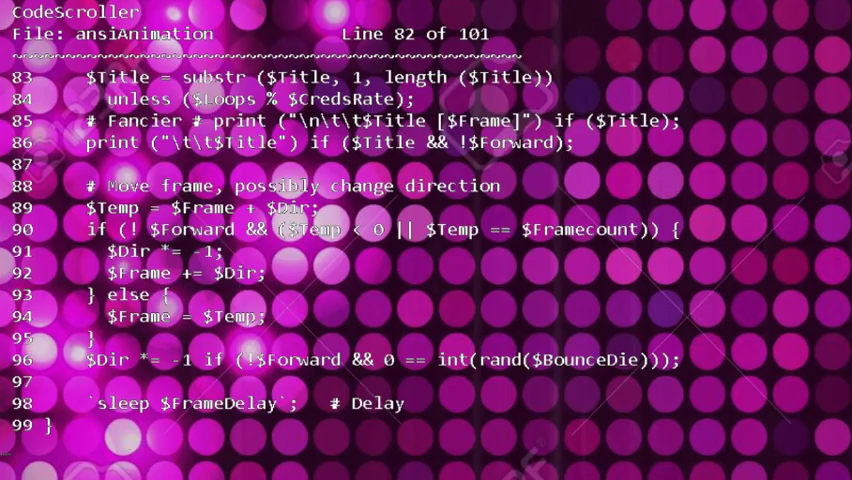 CodeScroller
File: ansiAnimation Line 82 of 101
~~~~~~~~~~~~~~~~~~~~~~~~~~~~~~~~~~~~~~~~~~~~~~~~
83 $Title = substr ($Title, 1, length ($Title))
84 unless ($Loops % $CredsRate);
85 # Fancier # print ("\n\t\t$Title [$Frame]") if ($Title);
86 print ("\t\t$Title") if ($Title && !$Forward);
87
88 # Move frame, possibly change direction
89 $Temp = $Frame + $Dir;
90 if (! $Forward && ($Temp < 0 || $Temp == $Framecount)) {
91 $Dir *= -1;
92 $Frame += $Dir;
93 } else {
94 $Frame = $Temp;
95 }
96 $Dir *= -1 if (!$Forward && 0 == int(rand($BounceDie)));
97
98 `sleep $FrameDelay`; # Delay
99 }